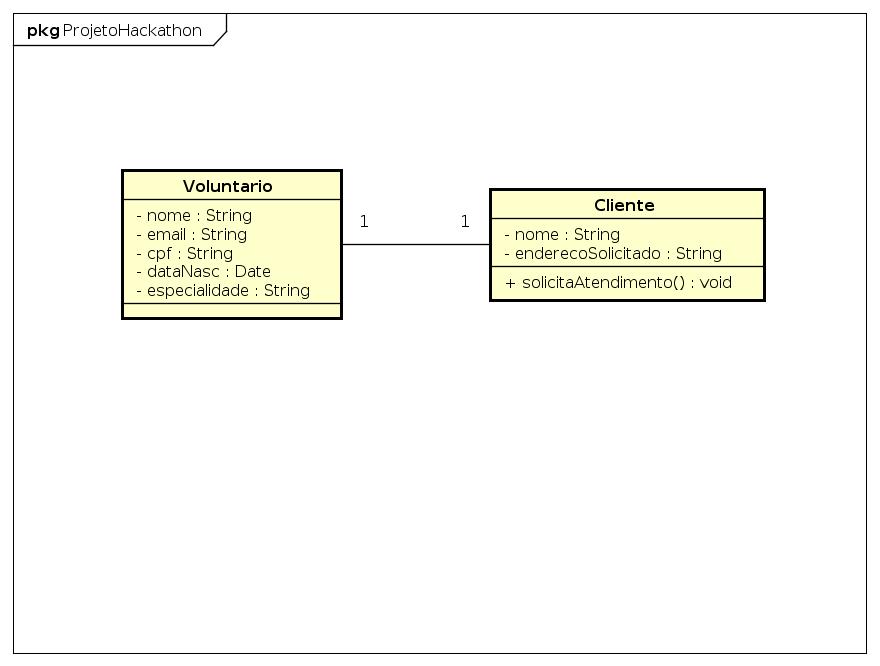 pkg ProjetoHackathon
Voluntario
- nome : String
- email : String
- cpf : String
- dataNasc : Date
- especialidade : String
1
1
Cliente
- nome : String
- enderecoSolicitado : String
+ solicitaAtendimento() : void